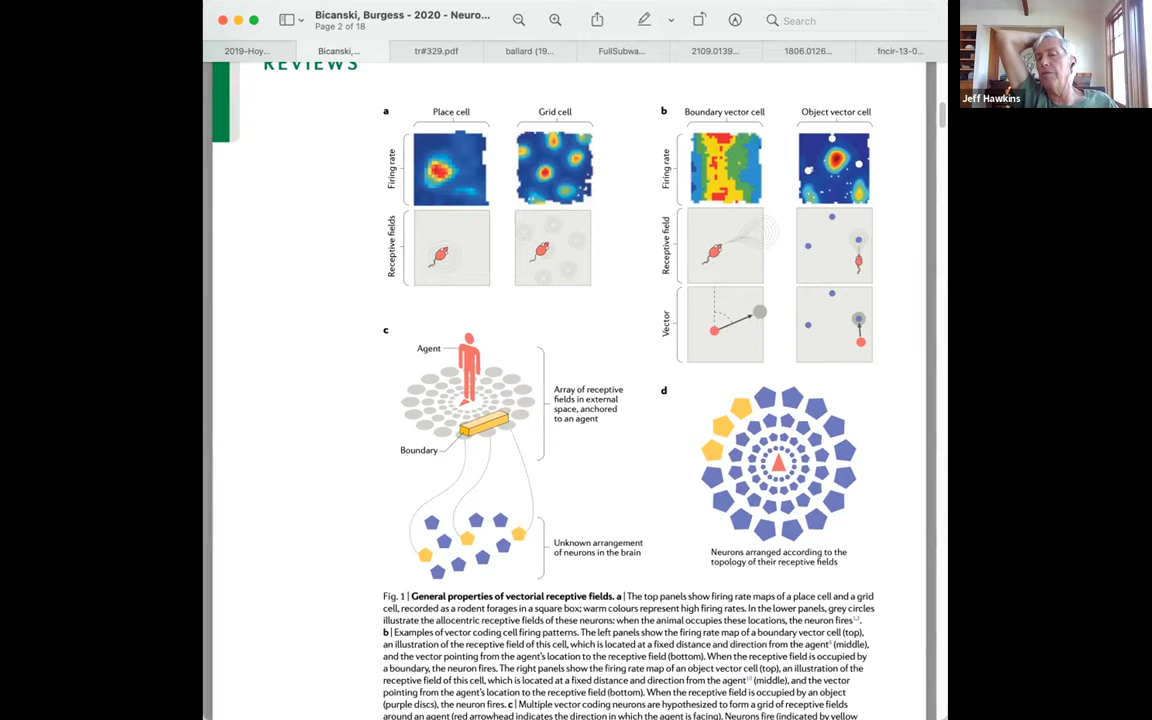 Bicanski, Burgess - 2020 - Neuro...
Page 2 of 18
Search
2019-Hoy...
Bicanski,...
tr#329.pdf
ballard (19...
FullSubwa...
2109.0139...
1806.0126...
fncir-13-0...
Jeff Hawkins
REVIEWS
a
Place cell
Grid cell
Firing rate
Receptive fields
b
Boundary vector cell
Object vector cell
Firing rate
Receptive field
Vector
c
Agent
Boundary
Array of receptive
fields in external
space, anchored
to an agent
Unknown arrangement
of neurons in the brain
d
Neurons arranged according to the
topology of their receptive fields
Fig. 1 | General properties of vectorial receptive fields. a | The top panels show firing rate maps of a place cell and a grid
cell, recorded as a rodent forages in a square box; warm colours represent high firing rates. In the lower panels, grey circles
illustrate the allocentric receptive fields of these neurons: when the animal occupies these locations, the neuron fires
b | Examples of vector coding cell firing patterns. The left panels show the firing rate map of a boundary vector cell (top),
an illustration of the receptive field of this cell, which is located at a fixed distance and direction from the agent (middle),
and the vector pointing from the agent's location to the receptive field (bottom). When the receptive field is occupied by
a boundary, the neuron fires. The right panels show the firing rate map of an object vector cell (top), an illustration of the
receptive field of this cell, which is located at a fixed distance and direction from the agent (middle), and the vector
pointing from the agent's location to the receptive field (bottom). When the receptive field is occupied by an object
(purple discs), the neuron fires. c | Multiple vector coding neurons are hypothesized to form a grid of receptive fields
around an agent (red arrowhead indicates the direction in which the agent is facing). Neurons fire (indicated by yellow